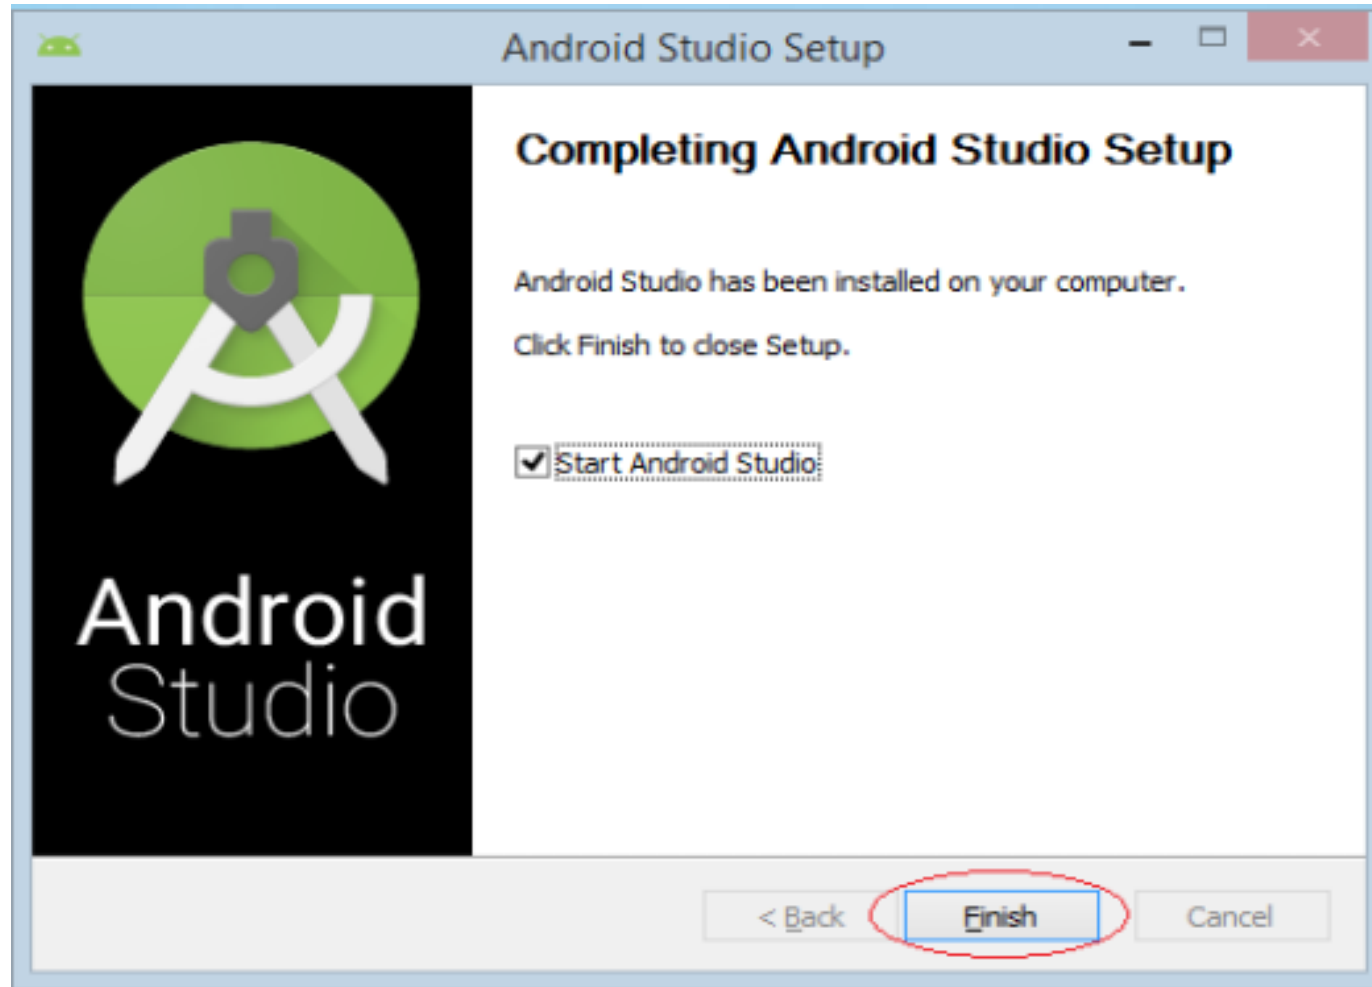 Android Studio Setup
Completing Android Studio Setup
Android Studio has been installed on your computer.
Click Finish to close Setup.
Start Android Studio
Android
Studio
< Back
Finish
Cancel